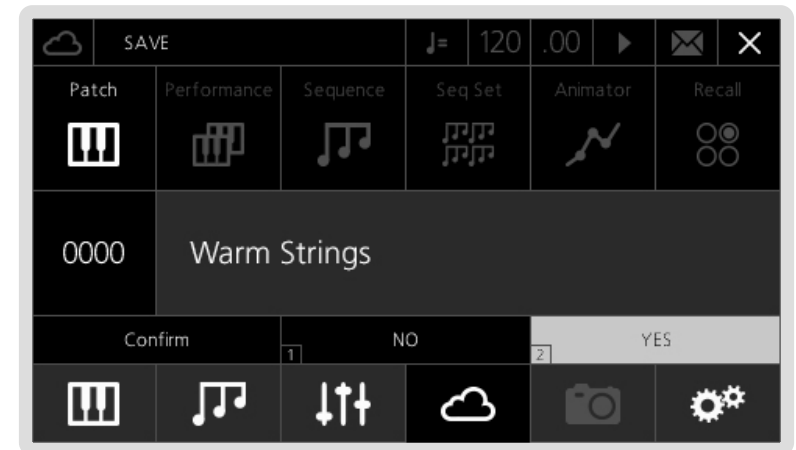 SAVE ♩= 120 .00
Patch Performance Sequence Seq Set Animator Recall
0000 Warm Strings
Confirm 1 NO 2 YES